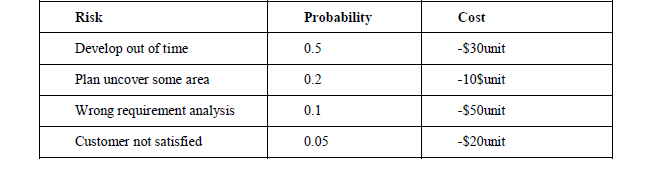 Risk Probability Cost
Develop out of time 0.5 -$30unit
Plan uncover some area 0.2 -10$unit
Wrong requirement analysis 0.1 -$50unit
Customer not satisfied 0.05 -$20unit